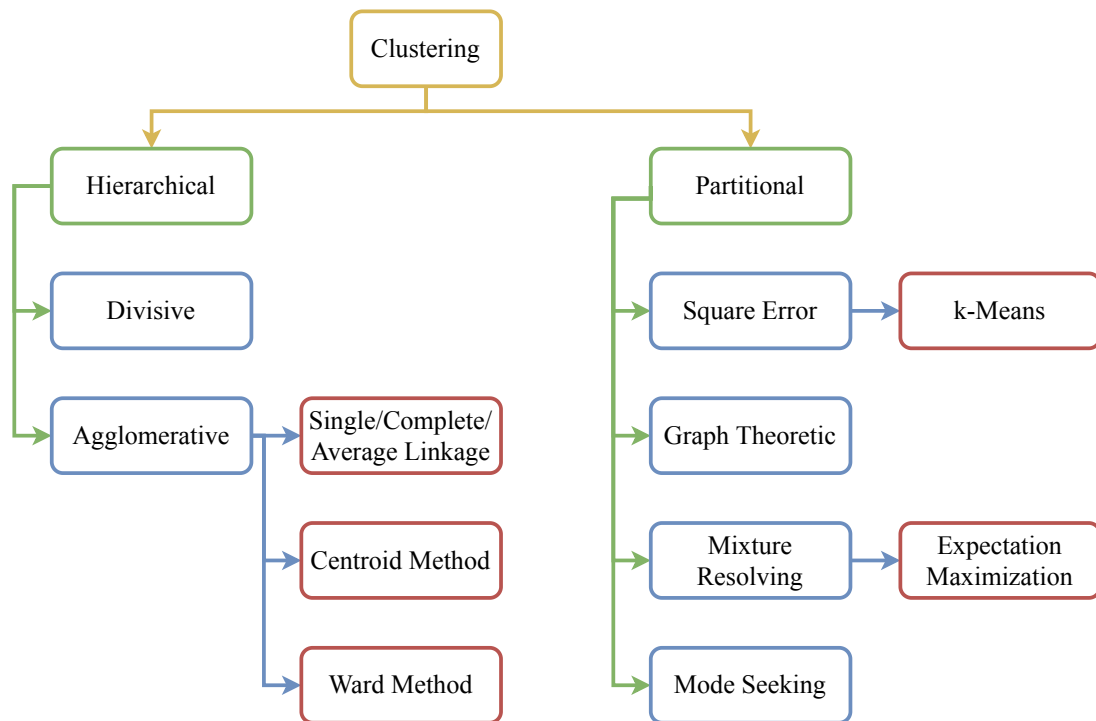 Clustering
Hierarchical
Partitional
Divisive
Square Error
k-Means
Agglomerative
Single/Complete/
Average Linkage
Graph Theoretic
Centroid Method
Mixture
Resolving
Expectation
Maximization
Ward Method
Mode Seeking